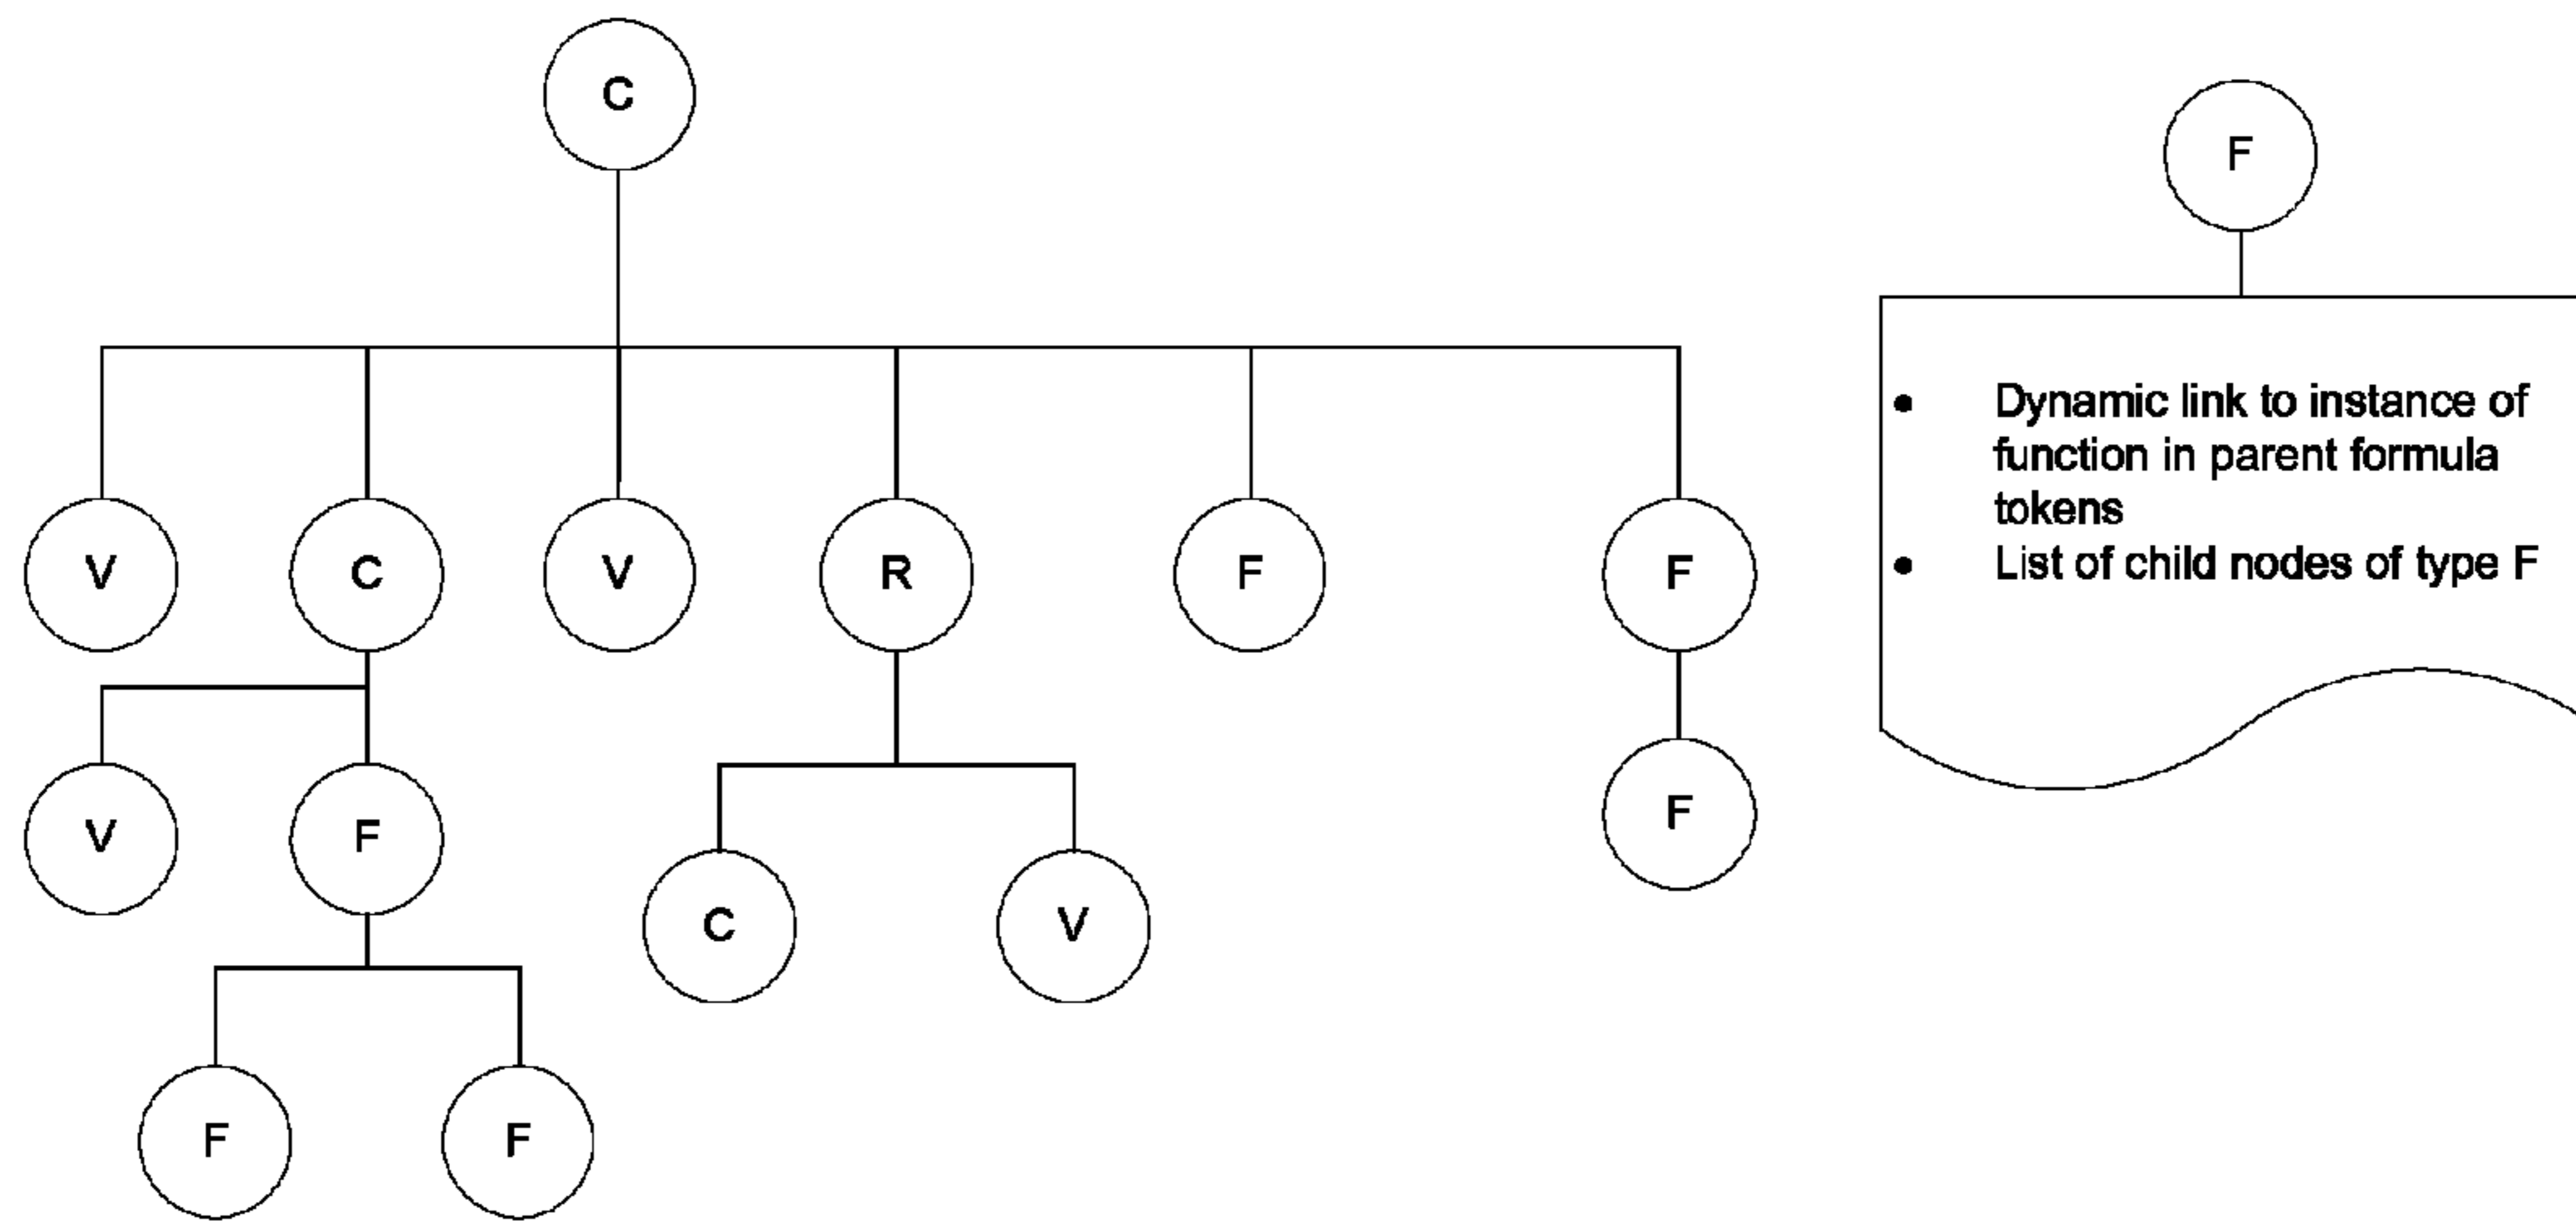 C
F
V
C
V
R
F
F
• Dynamic link to instance of
function in parent formula
tokens
• List of child nodes of type F
V
F
C
V
F
F
F